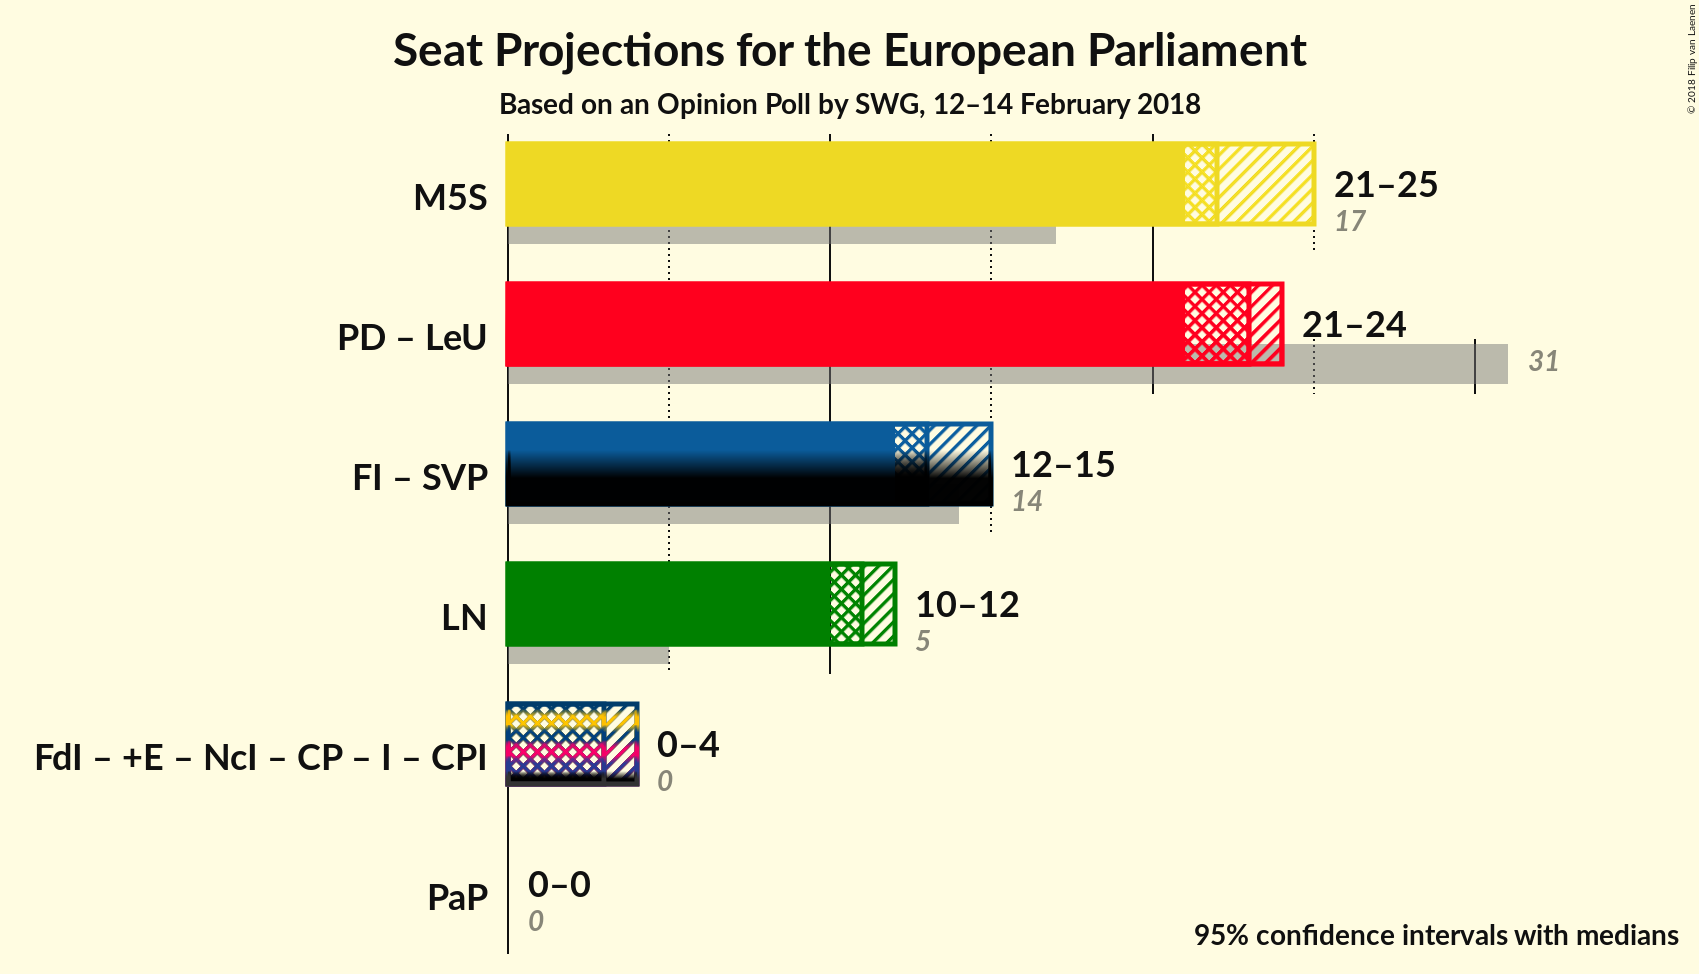 Seat Projections for the European Parliament
Based on an Opinion Poll by SWG, 12–14 February 2018
© 2018 Filip van Laenen
M5S
21–25
17
PD – LeU
21–24
31
FI – SVP
12–15
14
LN
10–12
5
FdI – +E – NcI – CP – I – CPI
0–4
0
PaP
0–0
0
95% confidence intervals with medians